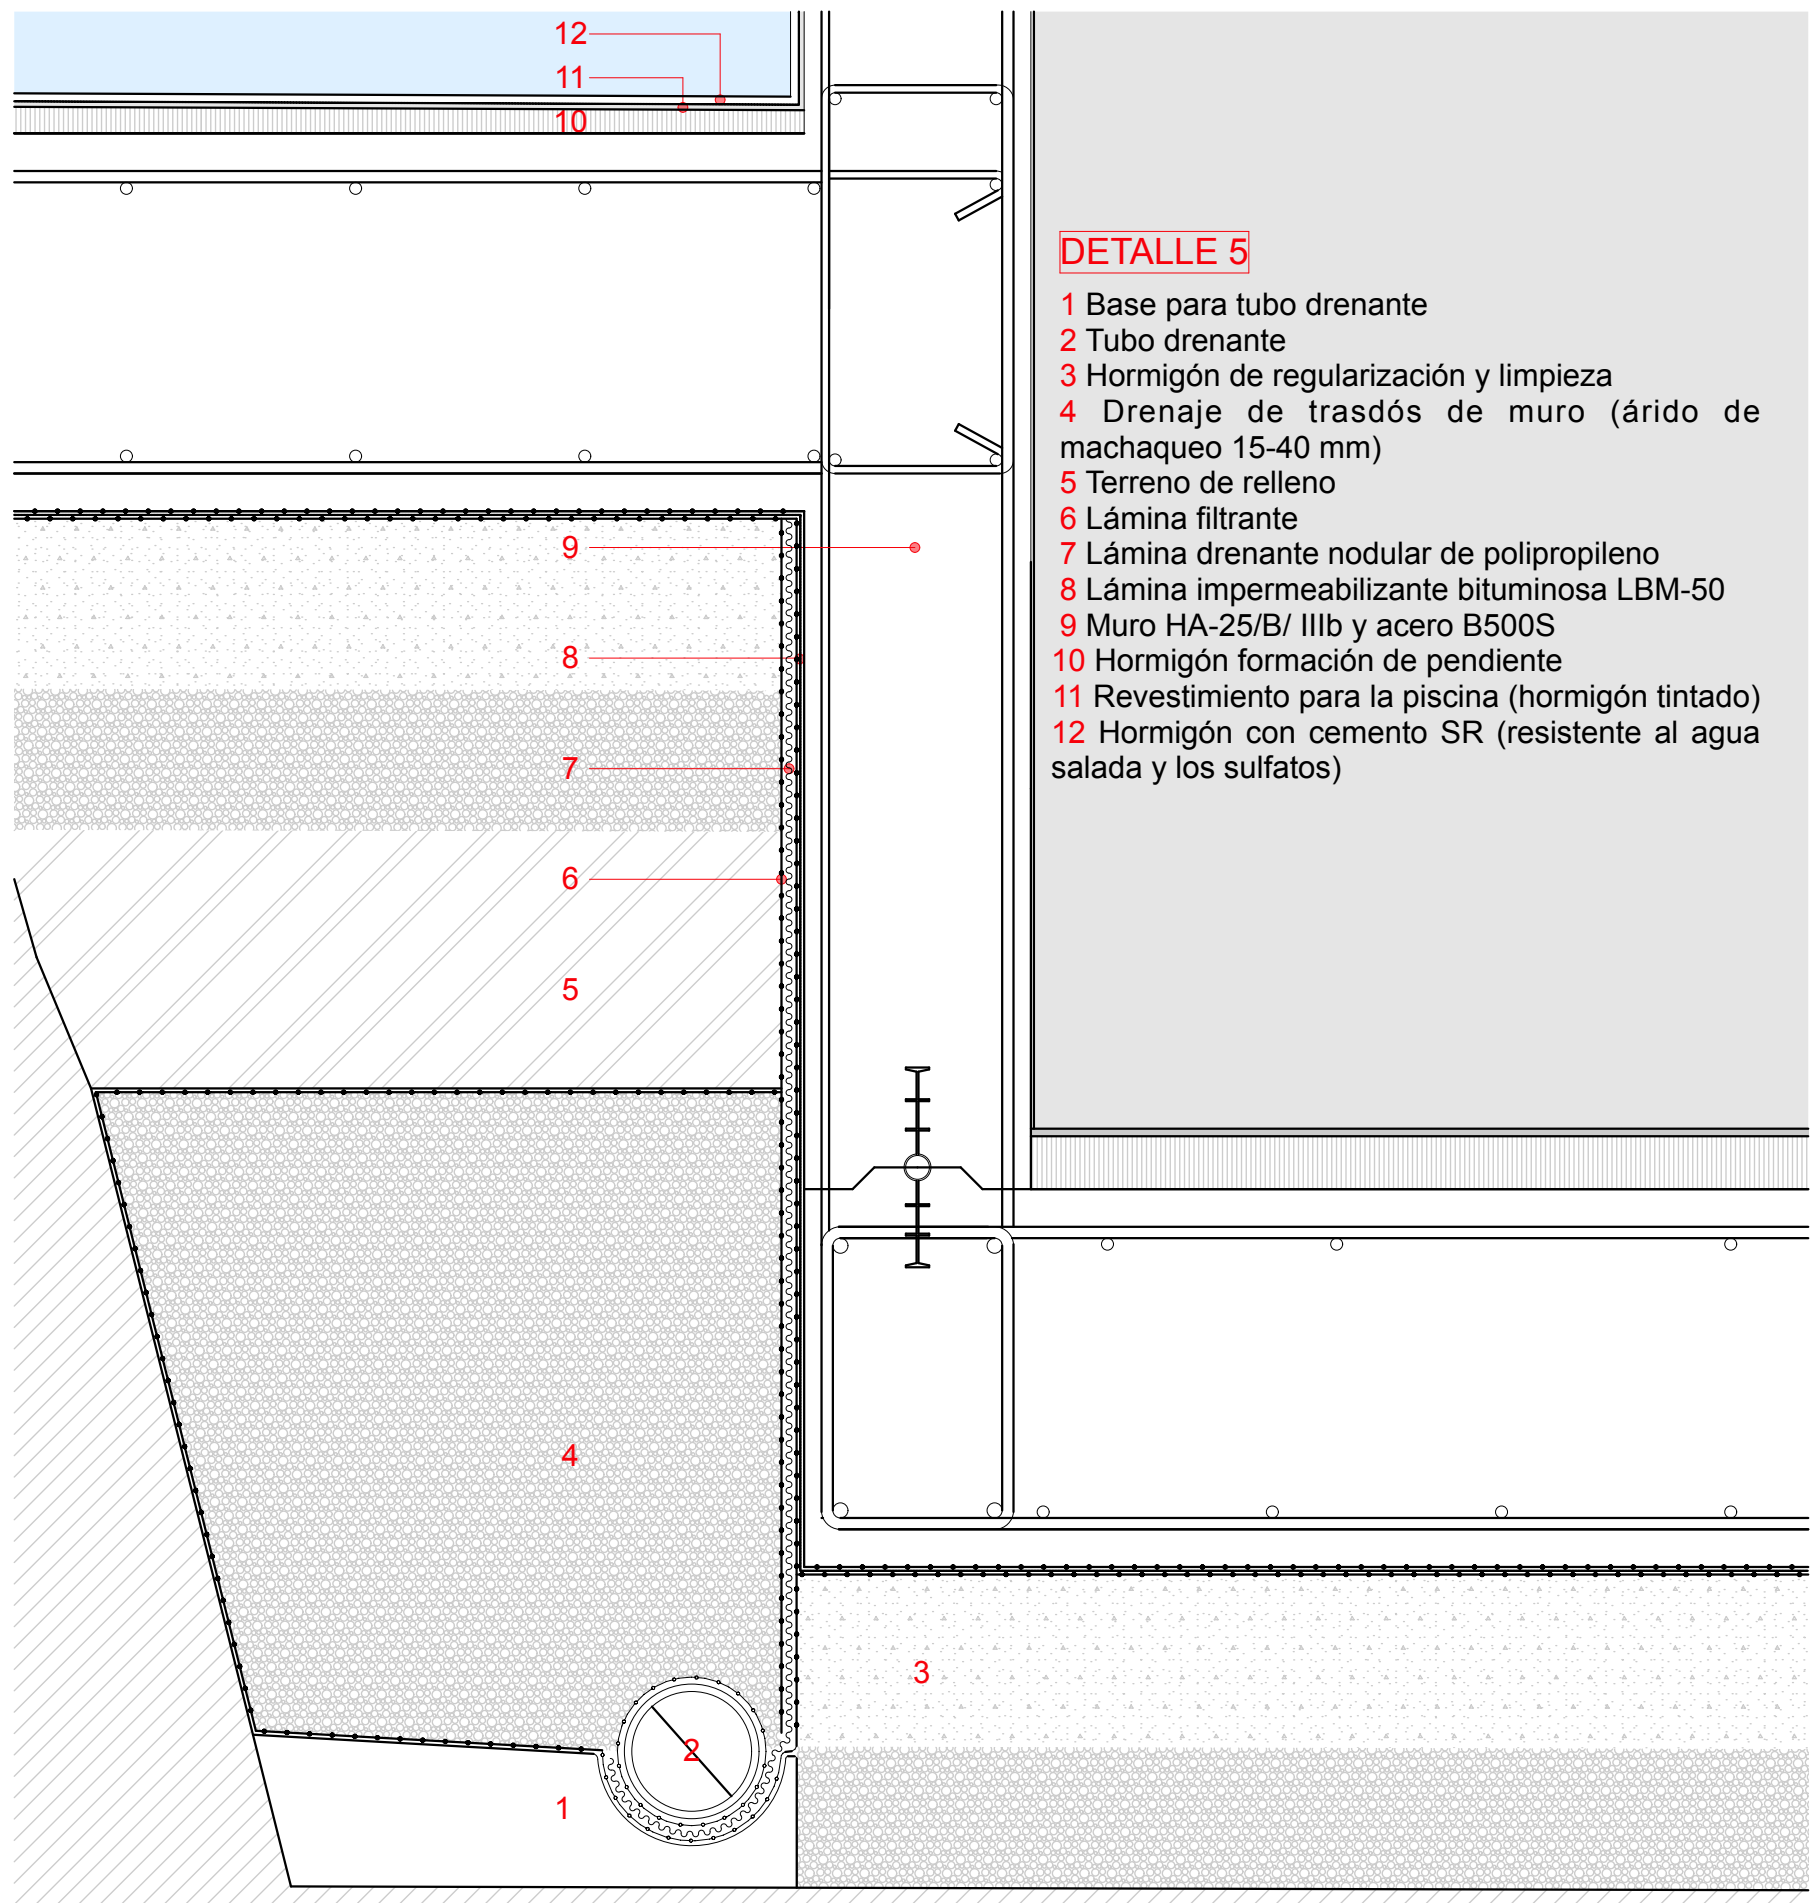 12
11
10
DETALLE 5
1 Base para tubo drenante
2 Tubo drenante
3 Hormigón de regularización y limpieza
4 Drenaje de trasdós de muro (árido de
machaqueo 15-40 mm)
5 Terreno de relleno
6 Lámina filtrante
7 Lámina drenante nodular de polipropileno
8 Lámina impermeabilizante bituminosa LBM-50
9 Muro HA-25/B/ IIIb y acero B500S
10 Hormigón formación de pendiente
11 Revestimiento para la piscina (hormigón tintado)
12 Hormigón con cemento SR (resistente al agua
salada y los sulfatos)
9
8
7
6
5
4
3
2
1